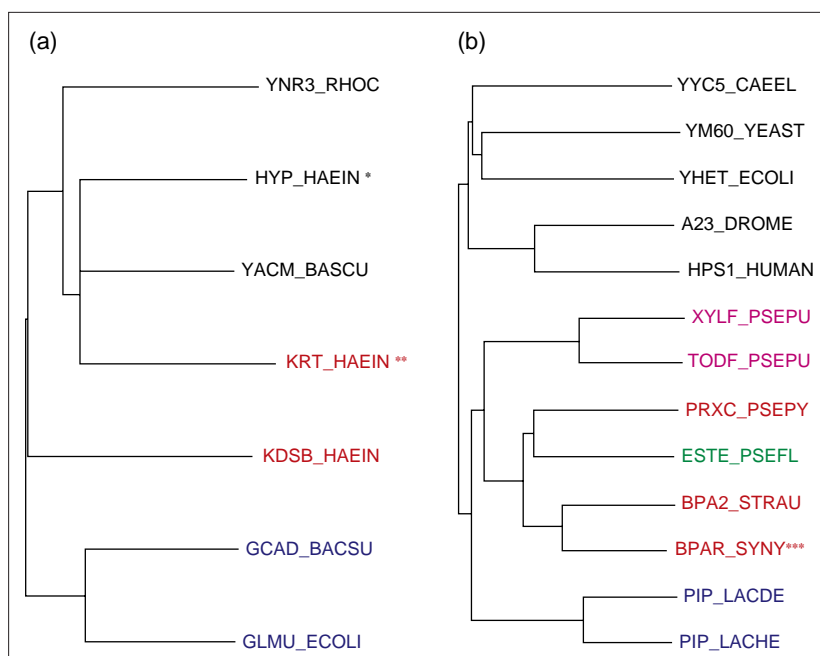 (a)
YNR3_RHOC
HYP_HAEIN *
YACM_BASCU
KRT_HAEIN **
KDSB_HAEIN
GCAD_BACSU
GLMU_ECOLI
(b)
YYC5_CAEEL
YM60_YEAST
YHET_ECOLI
A23_DROME
HPS1_HUMAN
XYLF_PSEPU
TODF_PSEPU
PRXC_PSEPY
ESTE_PSEFL
BPA2_STRAU
BPAR_SYNY***
PIP_LACDE
PIP_LACHE